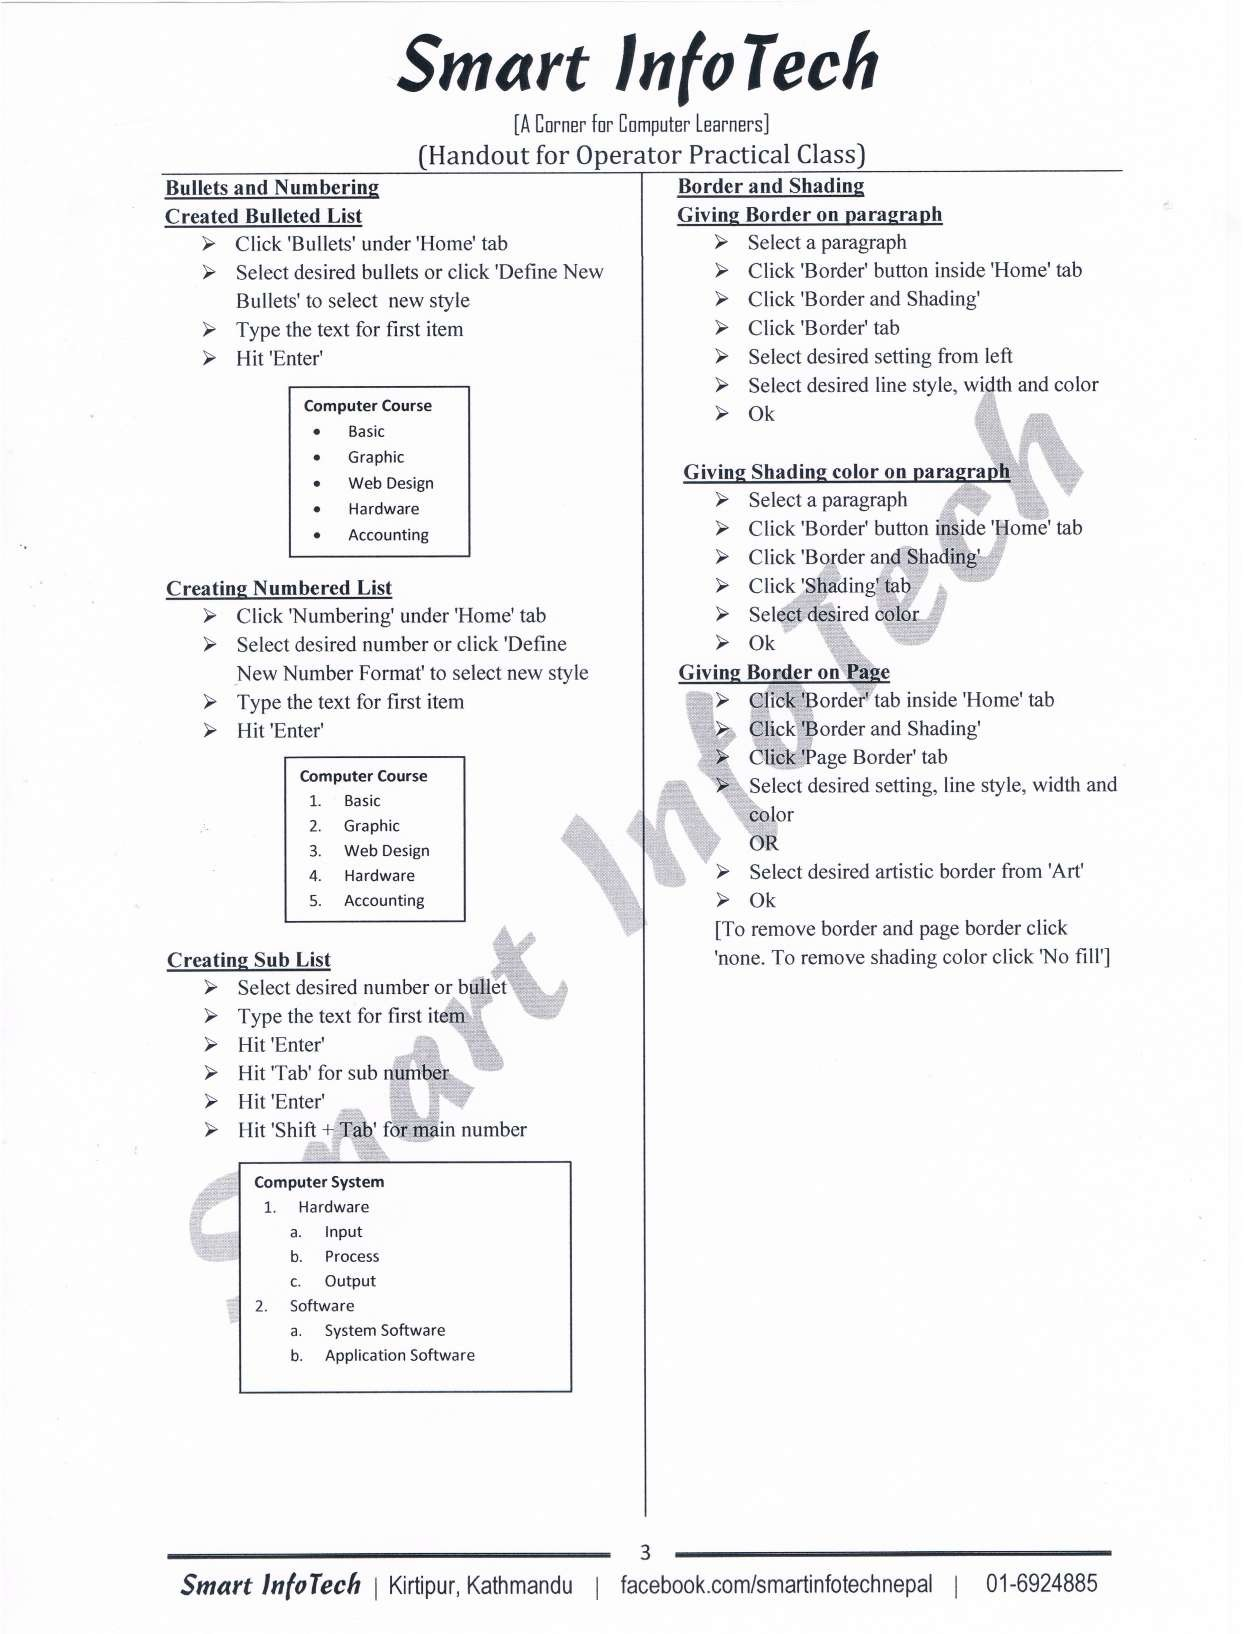 Smart InfoTech
[A Corner for Computer Learners]
(Handout for Operator Practical Class)
Bullets and Numbering
Created Bulleted List
➢ Click 'Bullets' under 'Home' tab
➢ Select desired bullets or click 'Define New
Bullets' to select new style
➢ Type the text for first item
➢ Hit 'Enter'
Computer Course
• Basic
• Graphic
• Web Design
• Hardware
• Accounting
Creating Numbered List
➢ Click 'Numbering' under 'Home' tab
➢ Select desired number or click 'Define
New Number Format' to select new style
➢ Type the text for first item
➢ Hit 'Enter'
Computer Course
1. Basic
2. Graphic
3. Web Design
4. Hardware
5. Accounting
Creating Sub List
➢ Select desired number or bullet
➢ Type the text for first item
➢ Hit 'Enter'
➢ Hit 'Tab' for sub number
➢ Hit 'Enter'
➢ Hit 'Shift + Tab' for main number
Computer System
1. Hardware
a. Input
b. Process
c. Output
2. Software
a. System Software
b. Application Software
Border and Shading
Giving Border on paragraph
➢ Select a paragraph
➢ Click 'Border' button inside 'Home' tab
➢ Click 'Border and Shading'
➢ Click 'Border' tab
➢ Select desired setting from left
➢ Select desired line style, width and color
➢ Ok
Giving Shading color on paragraph
➢ Select a paragraph
➢ Click 'Border' button inside 'Home' tab
➢ Click 'Border and Shading'
➢ Click 'Shading' tab
➢ Select desired color
➢ Ok
Giving Border on Page
➢ Click 'Border' tab inside 'Home' tab
➢ Click 'Border and Shading'
➢ Click 'Page Border' tab
➢ Select desired setting, line style, width and
color
OR
➢ Select desired artistic border from 'Art'
➢ Ok
[To remove border and page border click
'none. To remove shading color click 'No fill']
Smart InfoTech
3
Smart InfoTech | Kirtipur, Kathmandu | facebook.com/smartinfotechnepal | 01-6924885